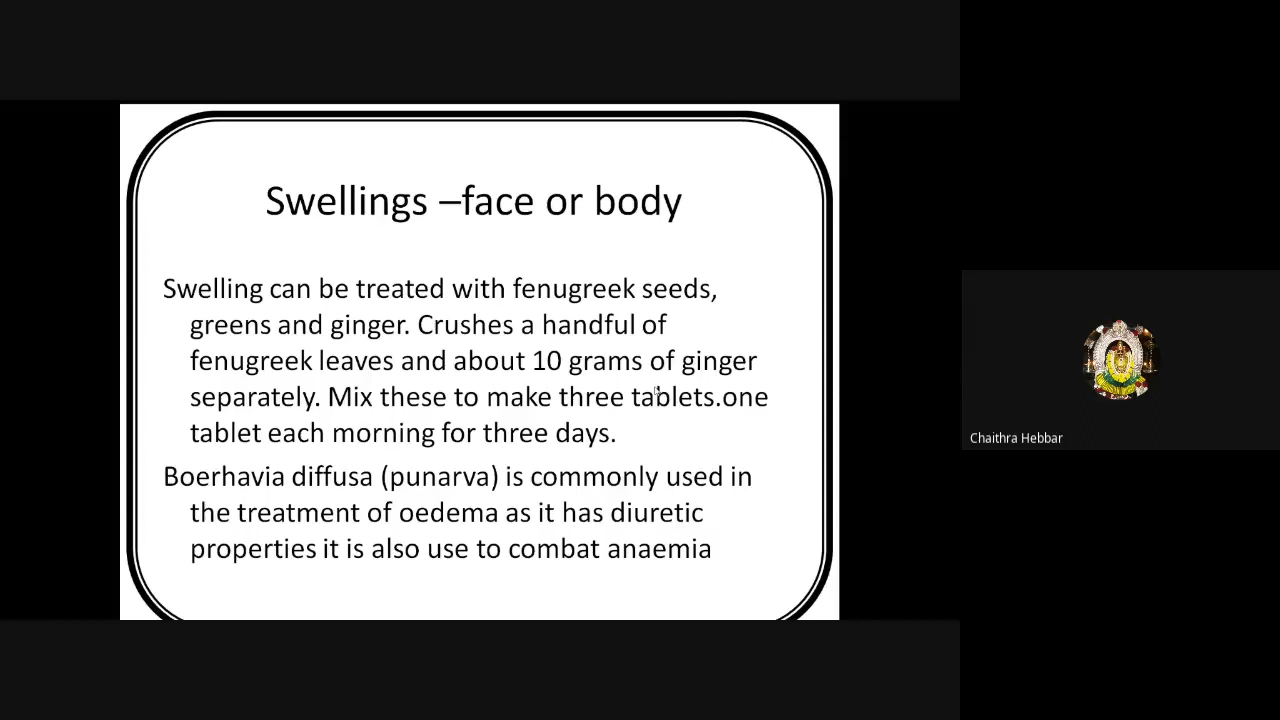 Swellings –face or body
Swelling can be treated with fenugreek seeds,
greens and ginger. Crushes a handful of
fenugreek leaves and about 10 grams of ginger
separately. Mix these to make three tablets.one
tablet each morning for three days.
Boerhavia diffusa (punarva) is commonly used in
the treatment of oedema as it has diuretic
properties it is also use to combat anaemia
Chaithra Hebbar